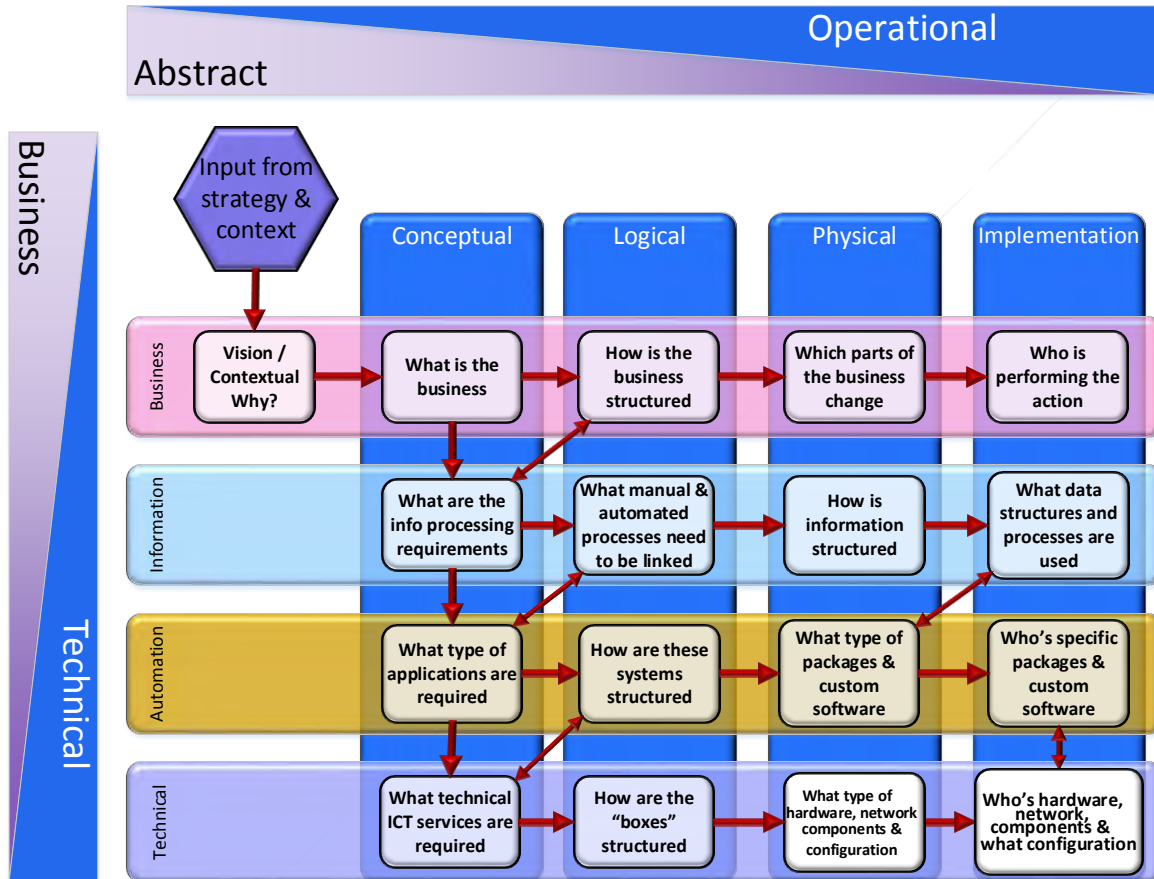 Operational
Abstract
Business
Technical
Input from
strategy &
context
Conceptual
Logical
Physical
Implementation
Business
Vision /
Contextual
Why?
What is the
business
How is the
business
structured
Which parts of
the business
change
Who is
performing the
action
Information
What are the
info processing
requirements
What manual &
automated
processes need
to be linked
How is
information
structured
What data
structures and
processes are
used
Automation
What type of
applications are
required
How are these
systems
structured
What type of
packages &
custom
software
Who's specific
packages &
custom
software
Technical
What technical
ICT services are
required
How are the
“boxes”
structured
What type of
hardware, network
components &
configuration
Who's hardware,
network,
components &
what configuration